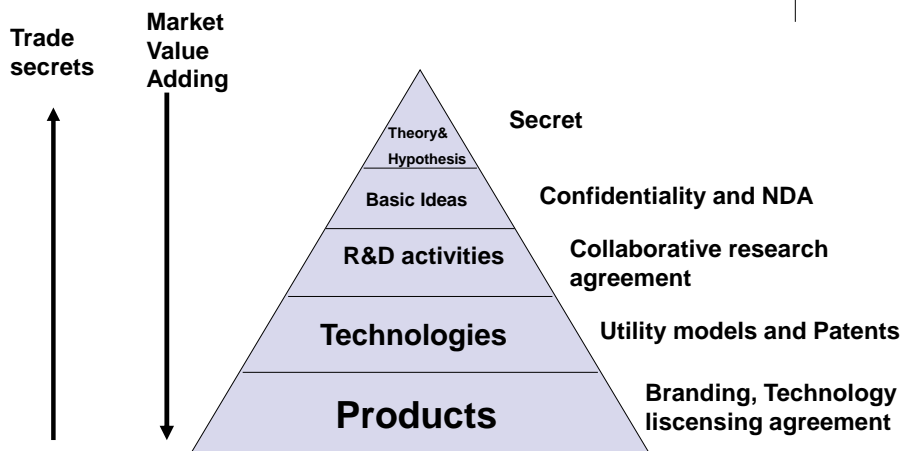 Trade
secrets
Market
Value
Adding
Theory&
Hypothesis
Secret
Basic Ideas
Confidentiality and NDA
R&D activities
Collaborative research
agreement
Technologies
Utility models and Patents
Products
Branding, Technology
liscensing agreement